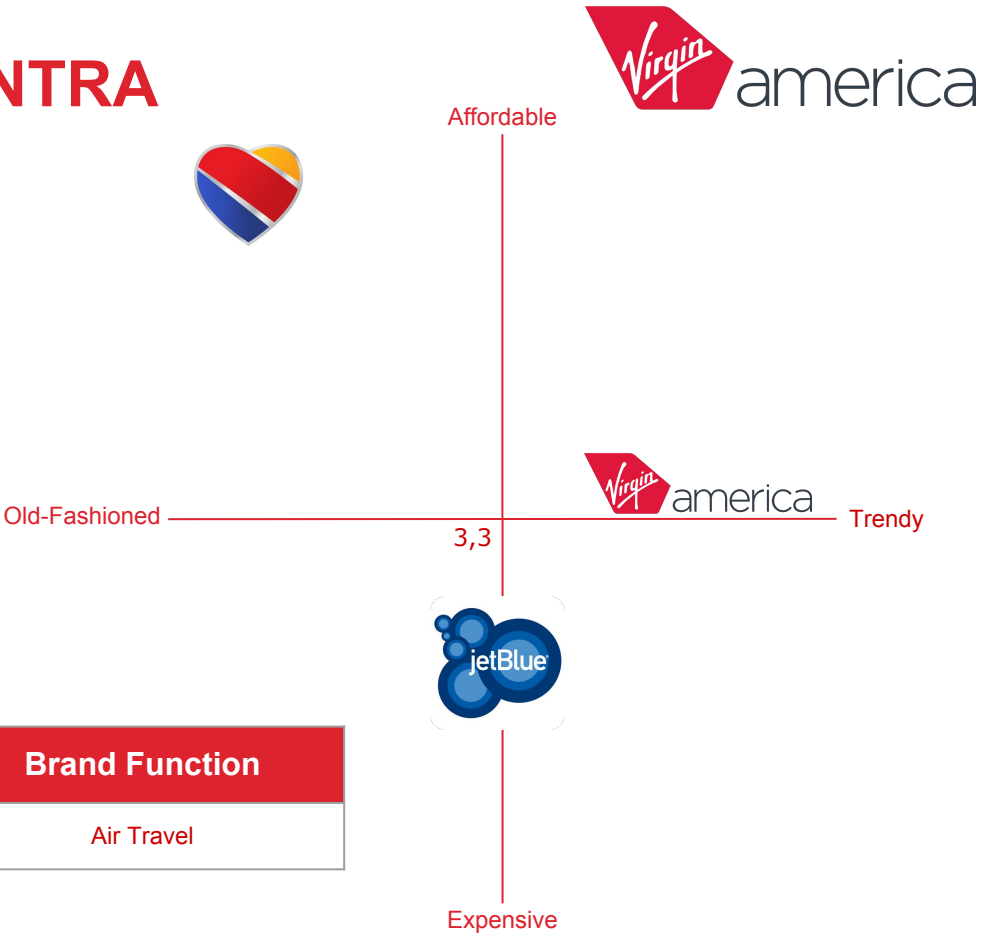 NTRA
Virgin america
Affordable
Virgin america
Old-Fashioned
Trendy
3,3
jetBlue
Brand Function
Air Travel
Expensive